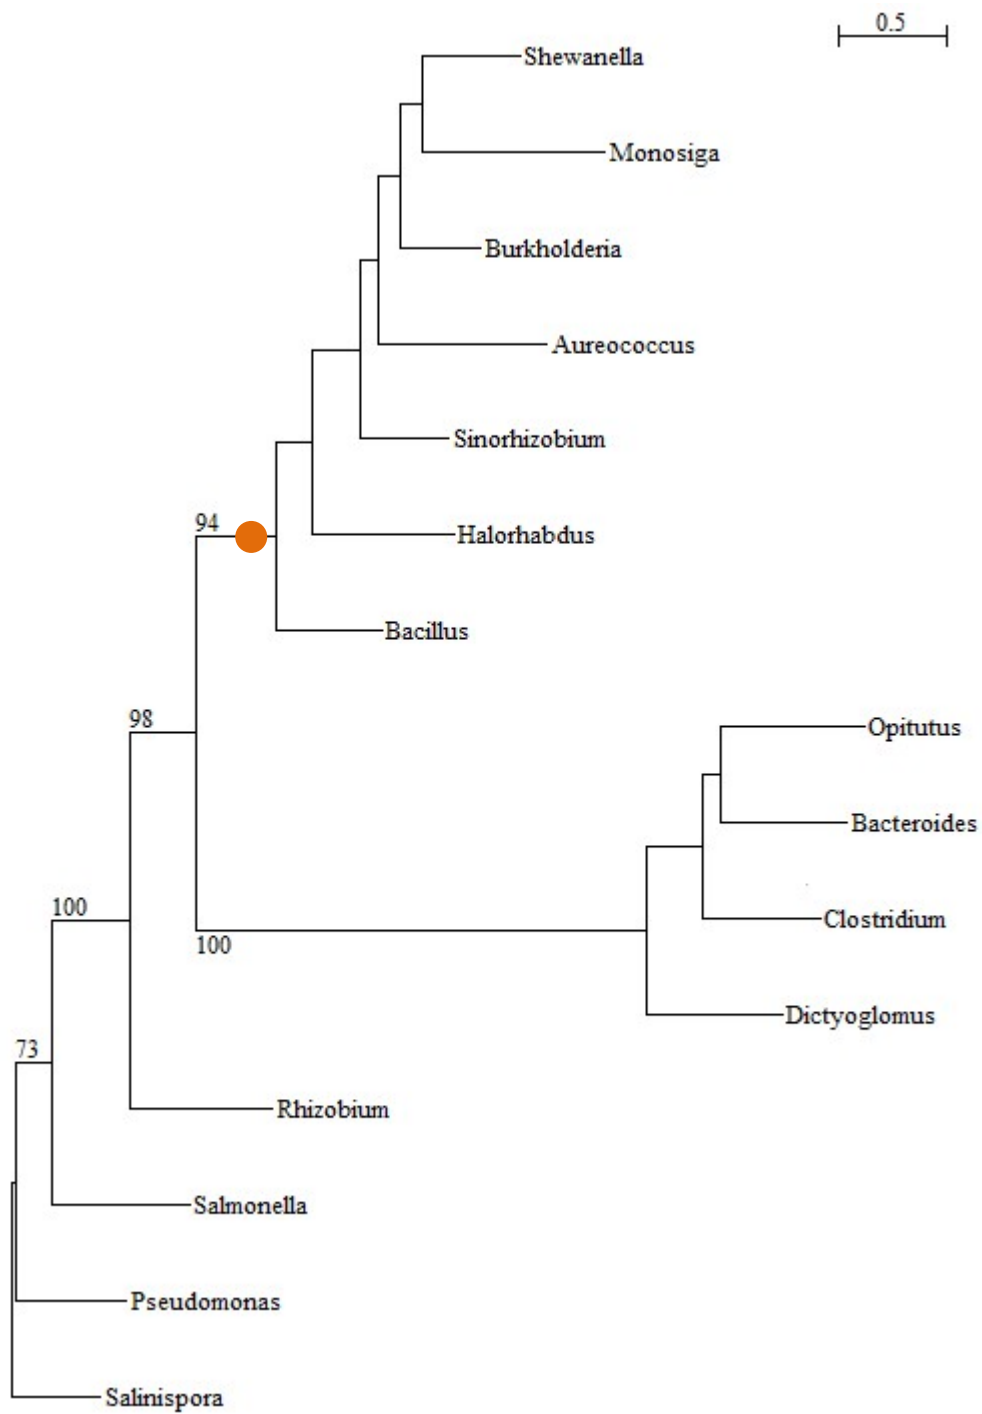 0.5
Shewanella
Monosiga
Burkholderia
Aureococcus
Sinorhizobium
94
Halorhabdus
Bacillus
98
Opitutus
Bacteroides
100
Clostridium
100
Dictyoglomus
73
Rhizobium
Salmonella
Pseudomonas
Salinispora